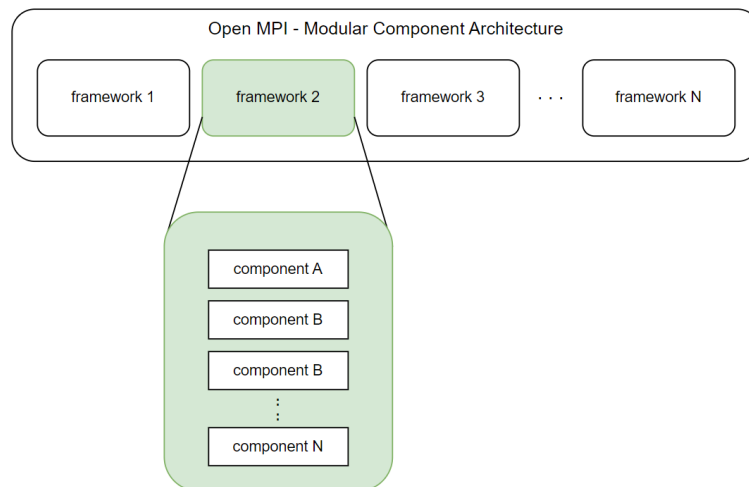 Open MPI - Modular Component Architecture
framework 1
framework 2
framework 3
. . .
framework N
component A
component B
component B
component N